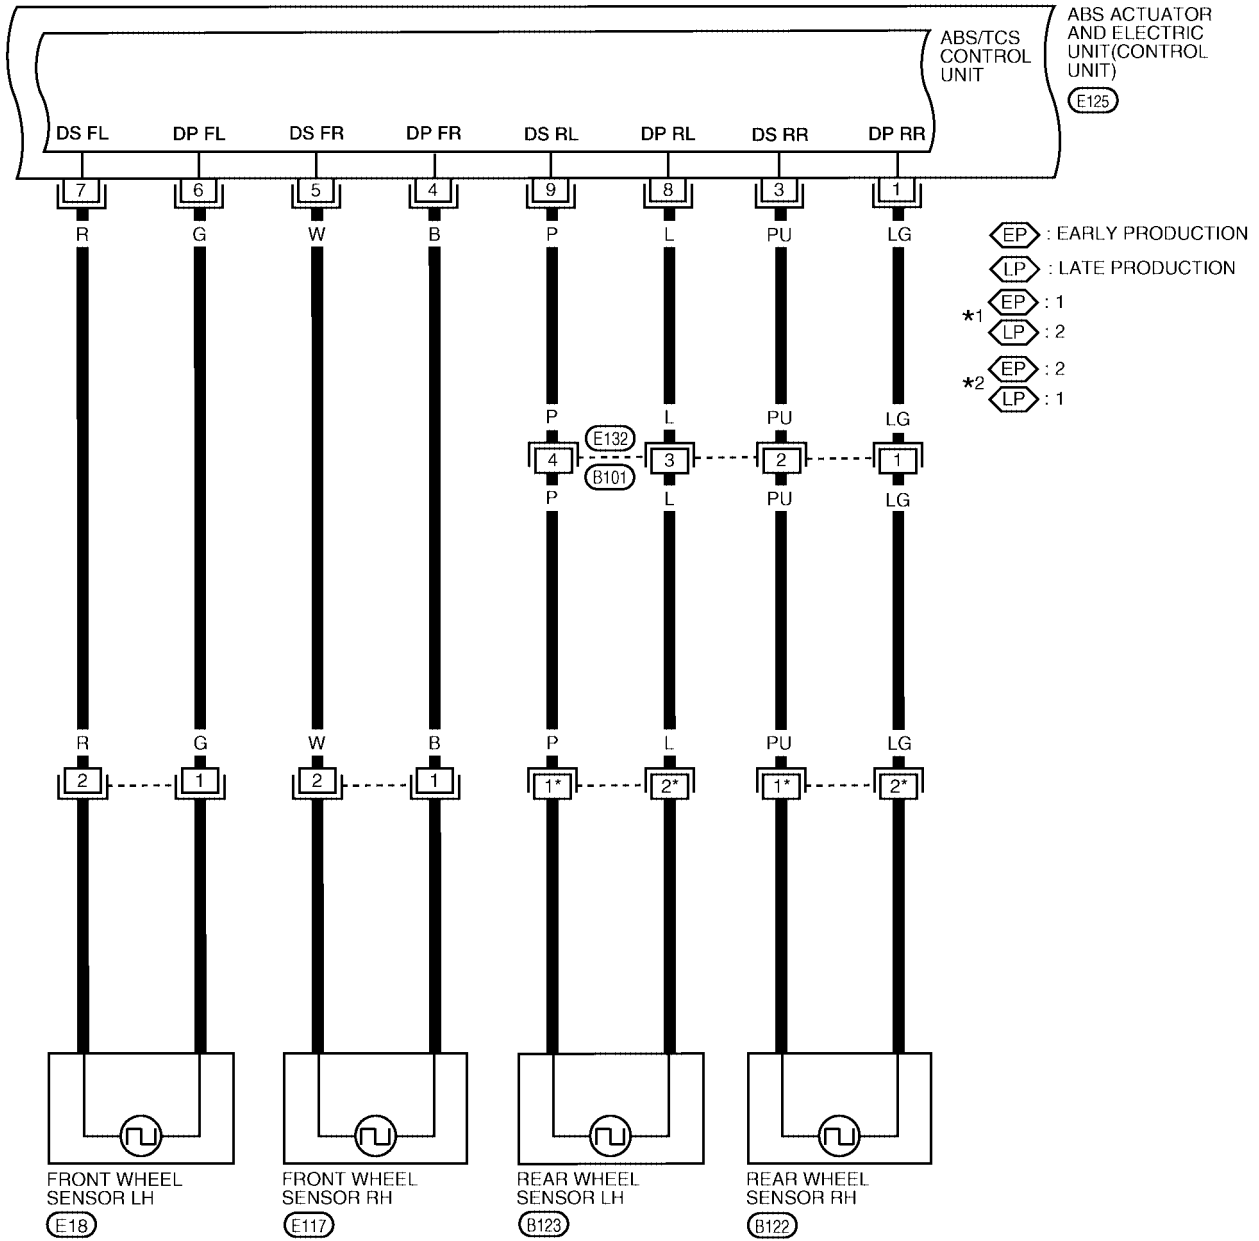 ABS ACTUATOR
AND ELECTRIC
UNIT(CONTROL
UNIT)
E125
ABS/TCS
CONTROL
UNIT
DS FL DP FL DS FR DP FR DS RL DP RL DS RR DP RR
7 6 5 4 9 8 3 1
R G W B P L PU LG
EP : EARLY PRODUCTION
LP : LATE PRODUCTION
*1 EP : 1
LP : 2
*2 EP : 2
LP : 1
P L PU LG
E132
4 3 2 1
B101
P L PU LG
R G W B P L PU LG
2 1 2 1 1* 2* 1* 2*
FRONT WHEEL
SENSOR LH
E18
FRONT WHEEL
SENSOR RH
E117
REAR WHEEL
SENSOR LH
B123
REAR WHEEL
SENSOR RH
B122